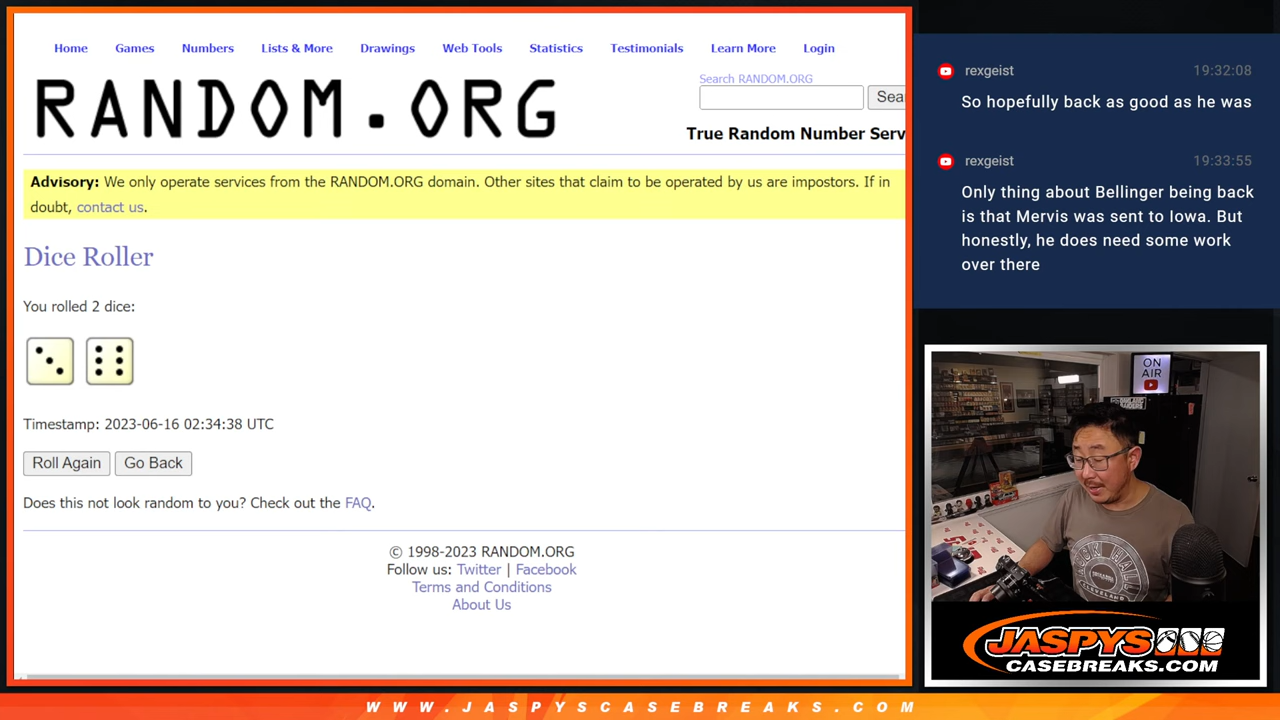 Home Games Numbers Lists & More Drawings Web Tools Statistics Testimonials Learn More Login
RANDOM.ORG
Search RANDOM.ORG
Sear
True Random Number Serv
Advisory: We only operate services from the RANDOM.ORG domain. Other sites that claim to be operated by us are impostors. If in
doubt, contact us.
Dice Roller
You rolled 2 dice:
Timestamp: 2023-06-16 02:34:38 UTC
Roll Again Go Back
Does this not look random to you? Check out the FAQ.
© 1998-2023 RANDOM.ORG
Follow us: Twitter | Facebook
Terms and Conditions
About Us
rexgeist 19:32:08
So hopefully back as good as he was
rexgeist 19:33:55
Only thing about Bellinger being back
is that Mervis was sent to Iowa. But
honestly, he does need some work
over there
ON
AIR
ROCK HALL
CLEVELAND
JASPYS
CASEBREAKS.COM
WWW.JASPYSCASEBREAKS.COM